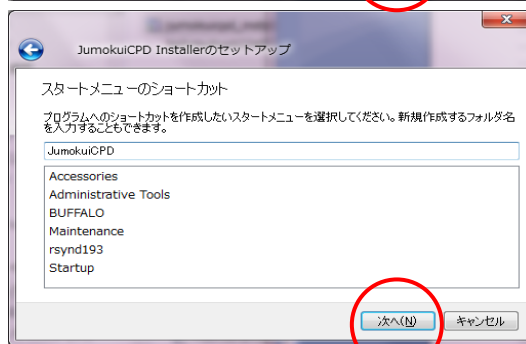 JumokuiCPD Installerのセットアップ
スタートメニューのショートカット
プログラムへのショートカットを作成したいスタートメニューを選択してください。新規作成するフォルダ名
を入力することもできます。
JumokuiCPD
Accessories
Administrative Tools
BUFFALO
Maintenance
rsynd193
Startup
次へ(N)
キャンセル